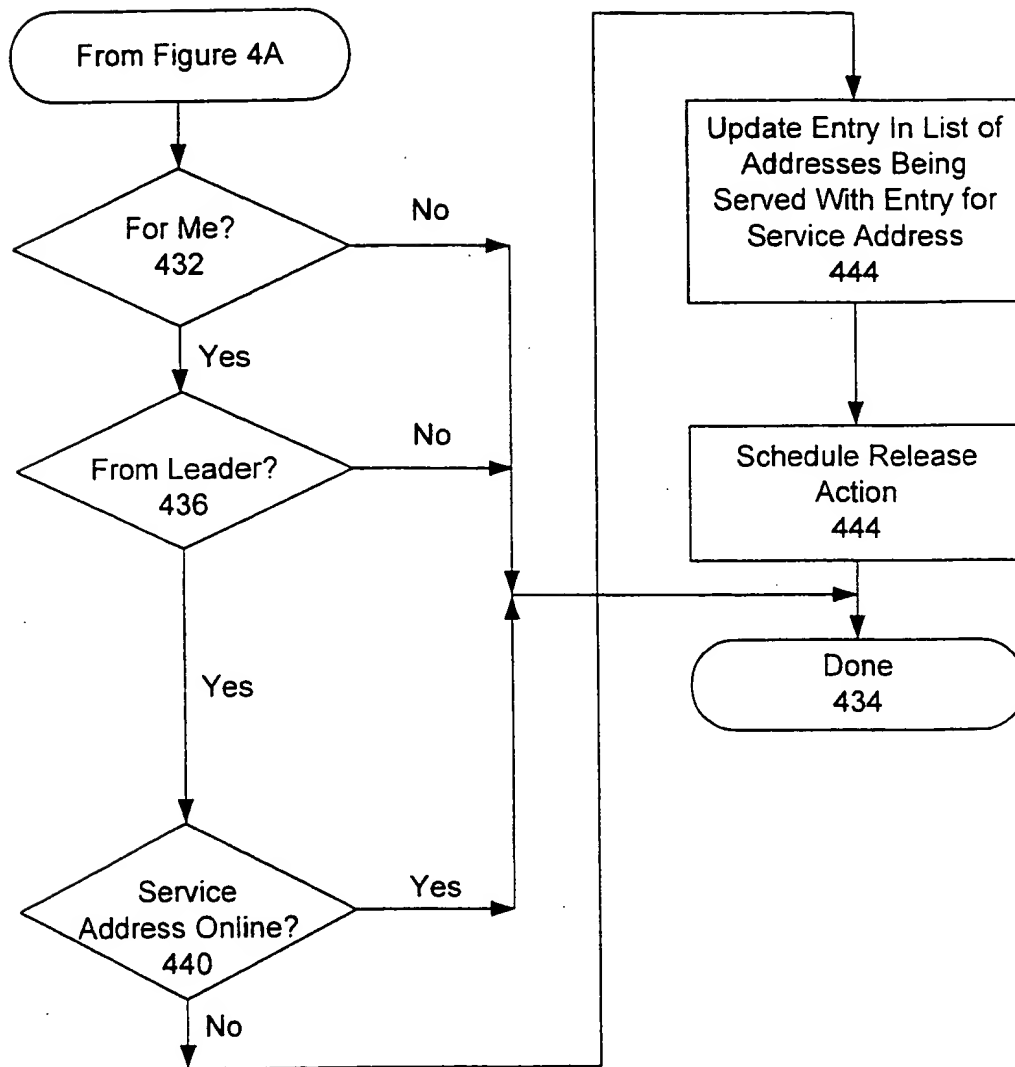 From Figure 4A
For Me?
432
No
Yes
From Leader?
436
No
Yes
Service
Address Online?
440
Yes
No
Update Entry In List of
Addresses Being
Served With Entry for
Service Address
444
Schedule Release
Action
444
Done
434